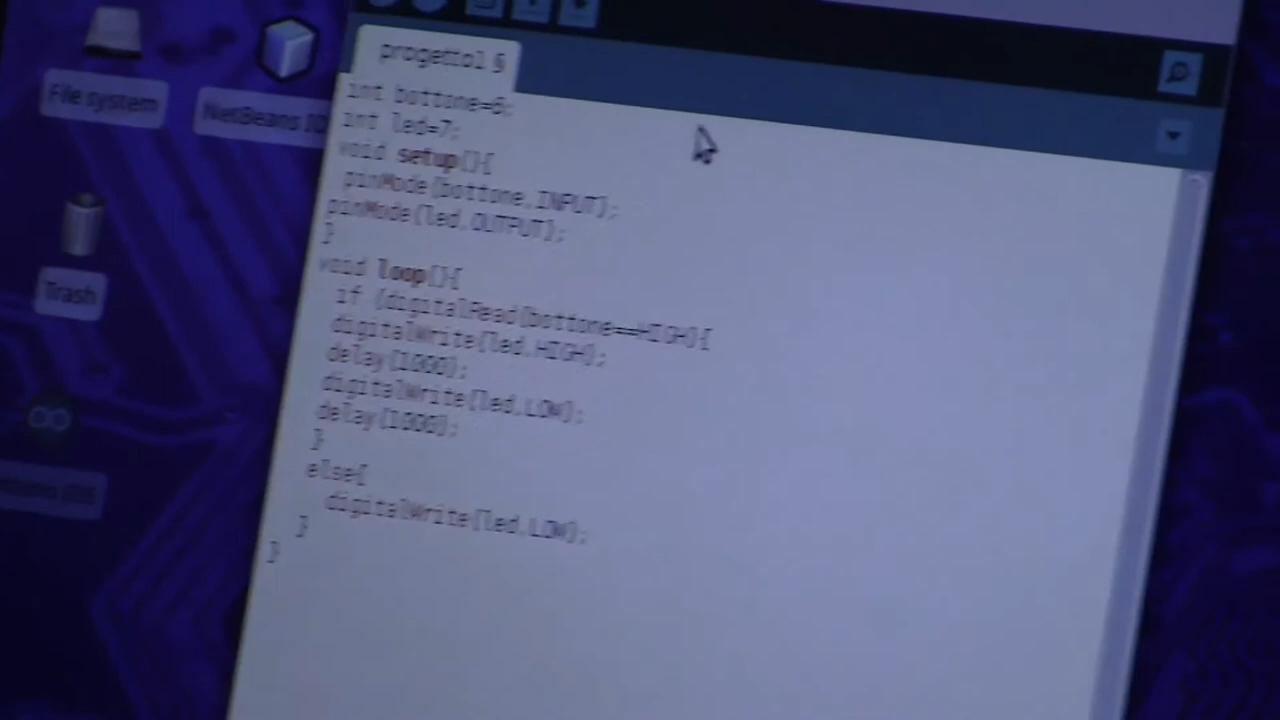 File system
NetBeans ID
Trash
progetto1 §
int bottone=6;
int led=7;
void setup(){
pinMode(bottone,INPUT);
pinMode(led,OUTPUT);
}
void loop(){
if (digitalRead(bottone==HIGH){
digitalWrite(led,HIGH);
delay(1000);
digitalWrite(led,LOW);
delay(1000);
}
else{
digitalWrite(led,LOW);
}
}